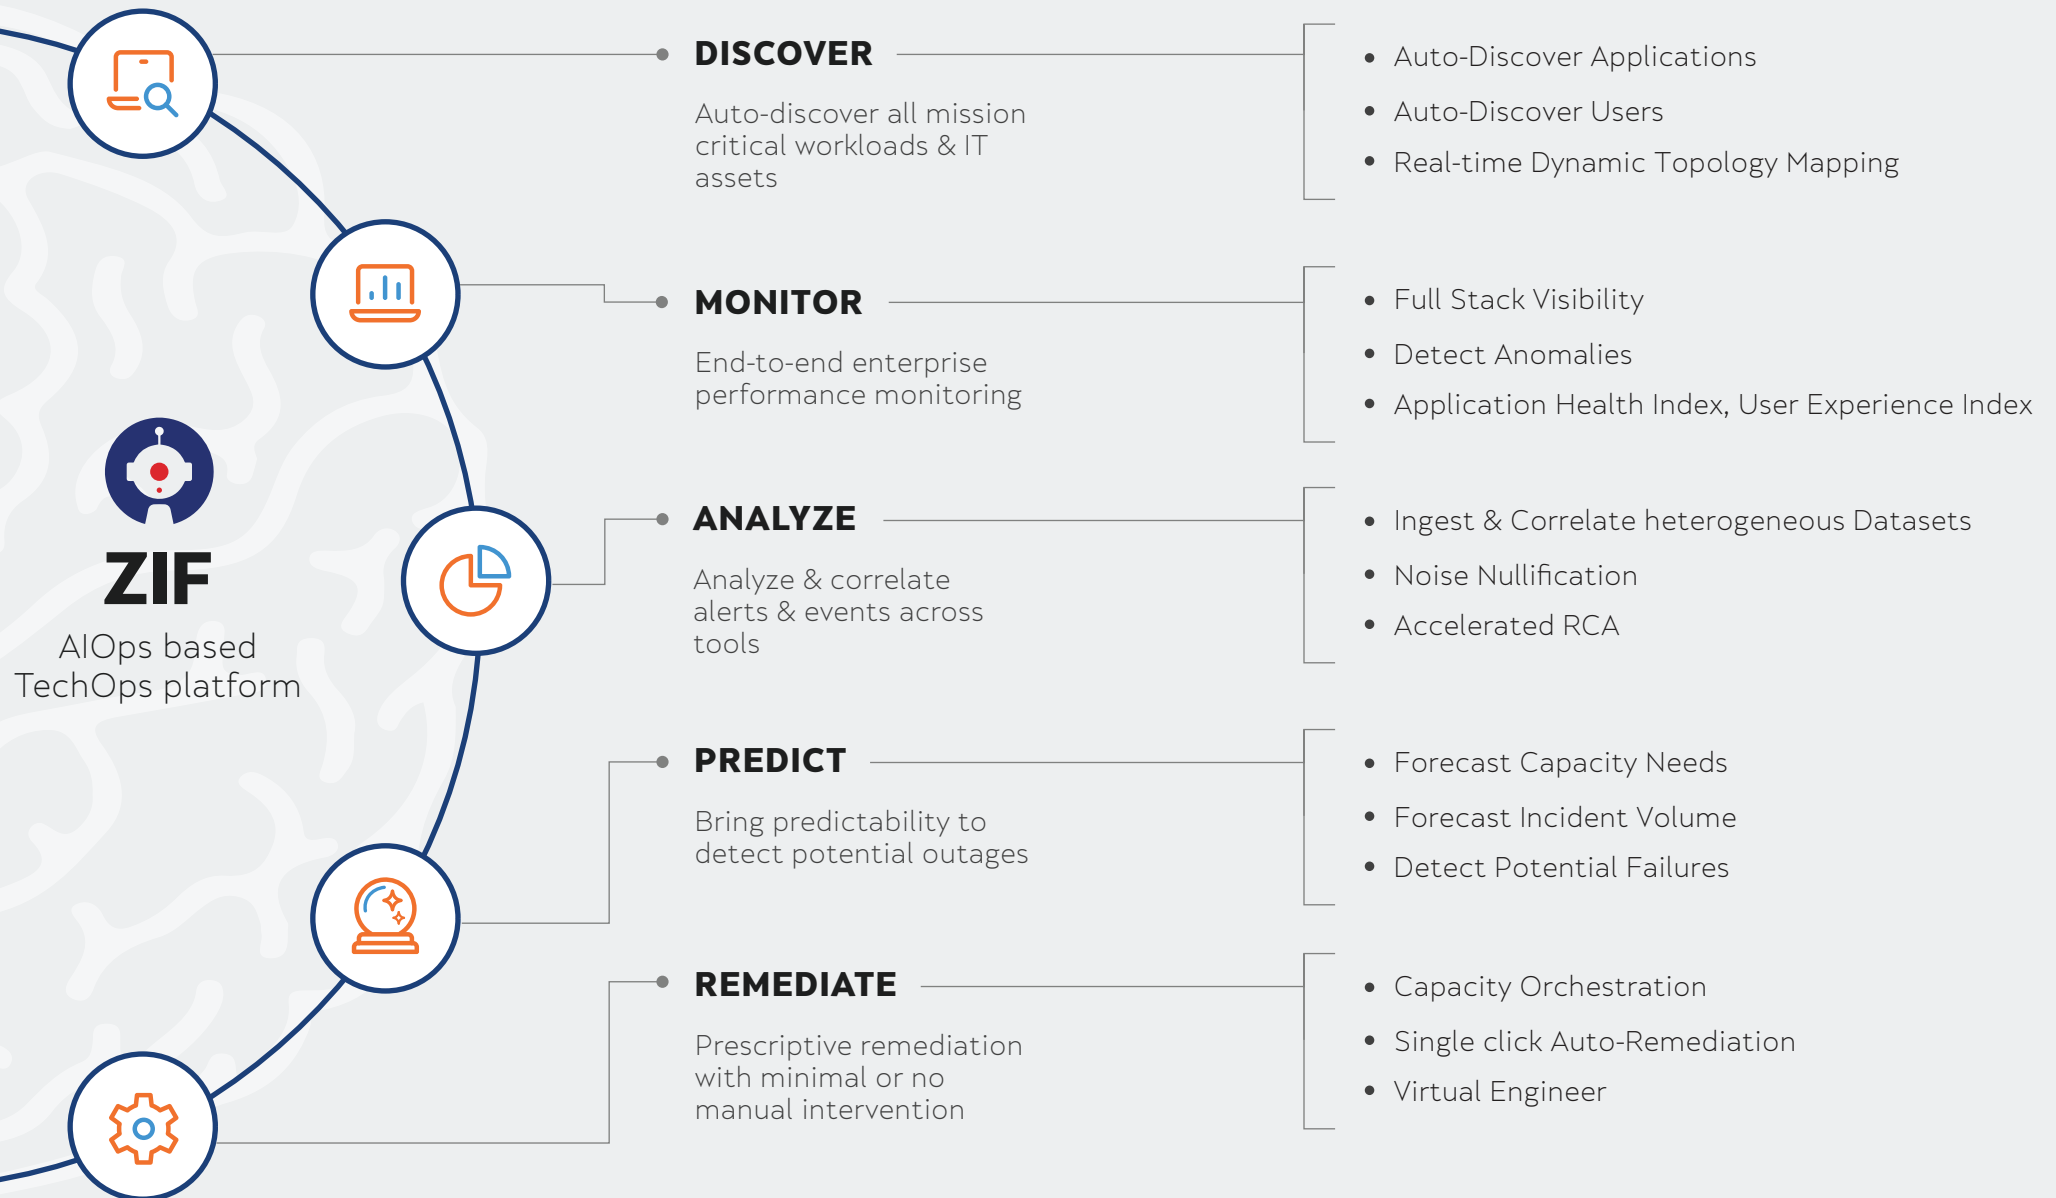 ZIF
AIOps based
TechOps platform
DISCOVER
Auto-discover all mission
critical workloads & IT
assets
• Auto-Discover Applications
• Auto-Discover Users
• Real-time Dynamic Topology Mapping
MONITOR
End-to-end enterprise
performance monitoring
• Full Stack Visibility
• Detect Anomalies
• Application Health Index, User Experience Index
ANALYZE
Analyze & correlate
alerts & events across
tools
• Ingest & Correlate heterogeneous Datasets
• Noise Nullification
• Accelerated RCA
PREDICT
Bring predictability to
detect potential outages
• Forecast Capacity Needs
• Forecast Incident Volume
• Detect Potential Failures
REMEDIATE
Prescriptive remediation
with minimal or no
manual intervention
• Capacity Orchestration
• Single click Auto-Remediation
• Virtual Engineer